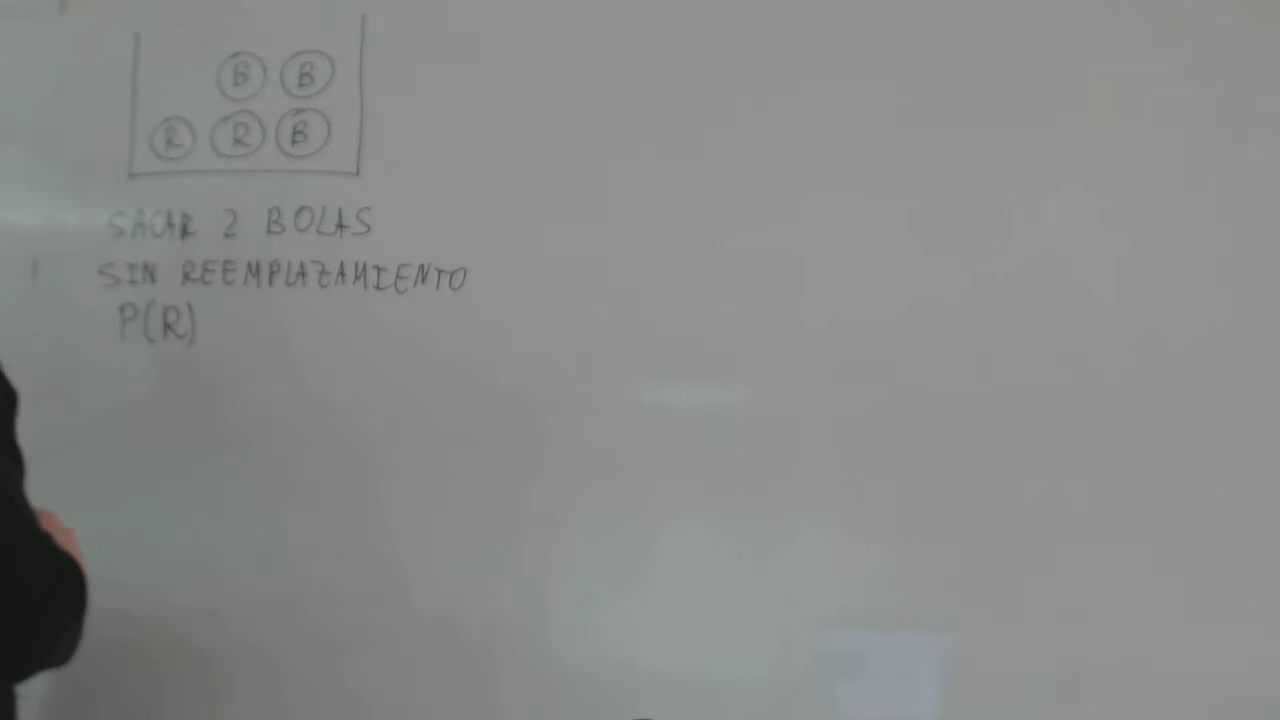 B B
R R B
SACAR 2 BOLAS
SIN REEMPLAZAMIENTO
P(R)